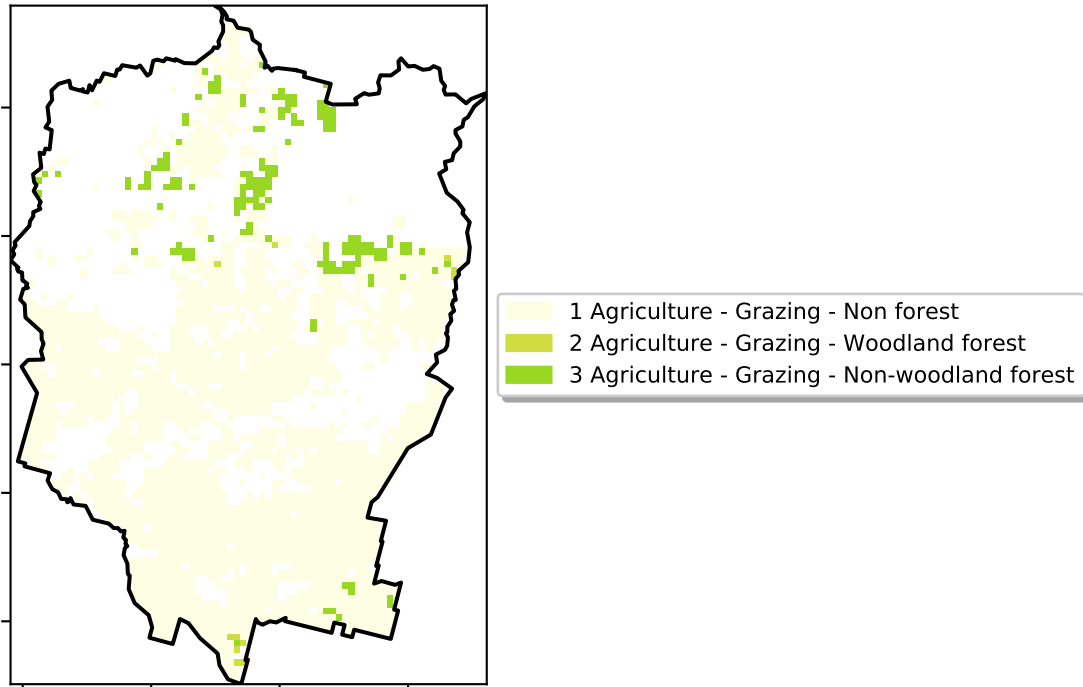 1 Agriculture - Grazing - Non forest
2 Agriculture - Grazing - Woodland forest
3 Agriculture - Grazing - Non-woodland forest